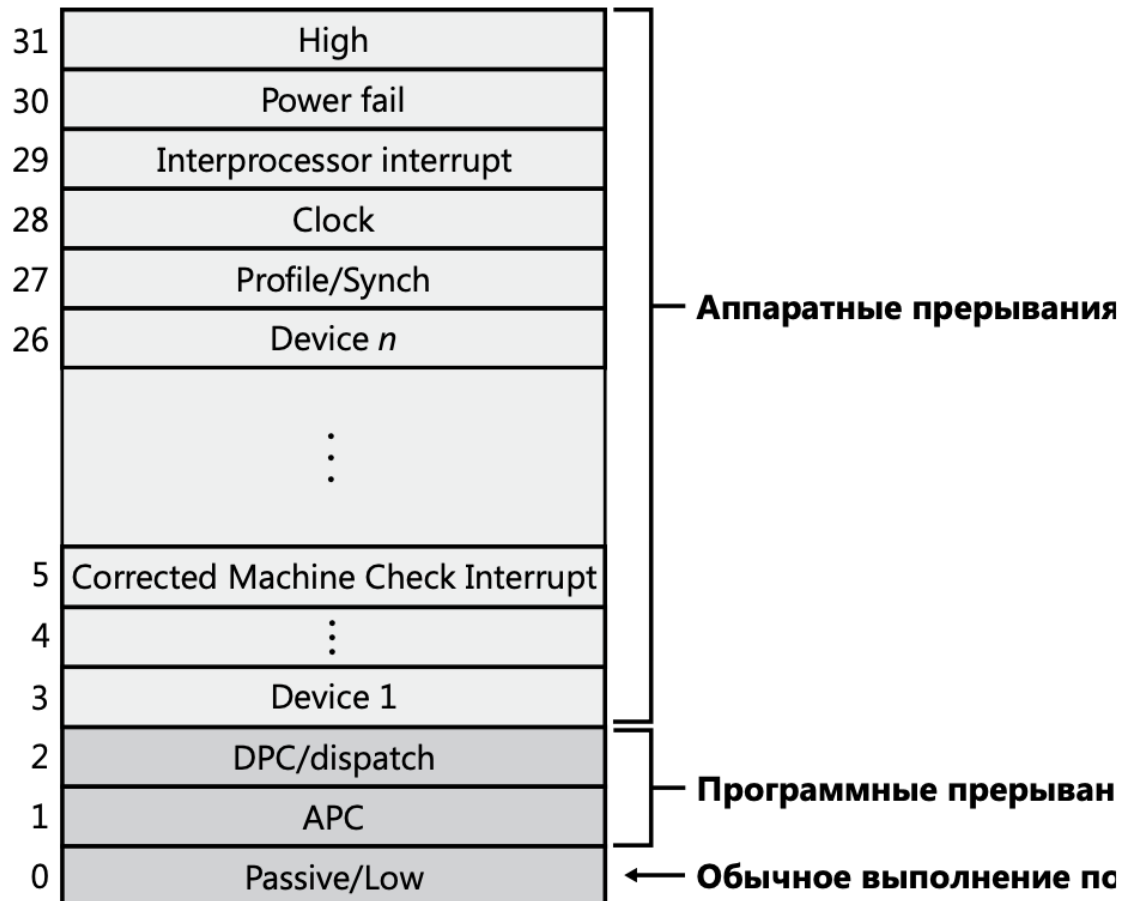 31 High
30 Power fail
29 Interprocessor interrupt
28 Clock
27 Profile/Synch
Аппаратные прерывания
26 Device n
5 Corrected Machine Check Interrupt
4
3 Device 1
2 DPC/dispatch
Программные прерыван
1 APC
0 Passive/Low
Обычное выполнение по